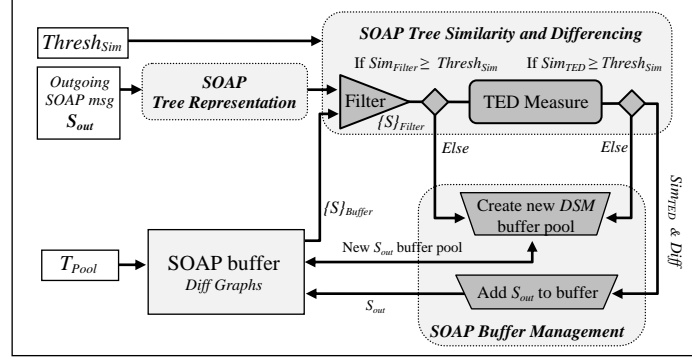 SOAP Tree Similarity and Differencing
Thresh_Sim
If Sim_Filter ≥ Thresh_Sim
If Sim_TED ≥ Thresh_Sim
Outgoing
SOAP msg
S_out
SOAP
Tree Representation
Filter
TED Measure
{S}_Filter
Else
Else
Sim_TED & Diff
{S}_Buffer
Create new DSM
buffer pool
New S_out buffer pool
T_Pool
SOAP buffer
Diff Graphs
S_out
Add S_out to buffer
SOAP Buffer Management